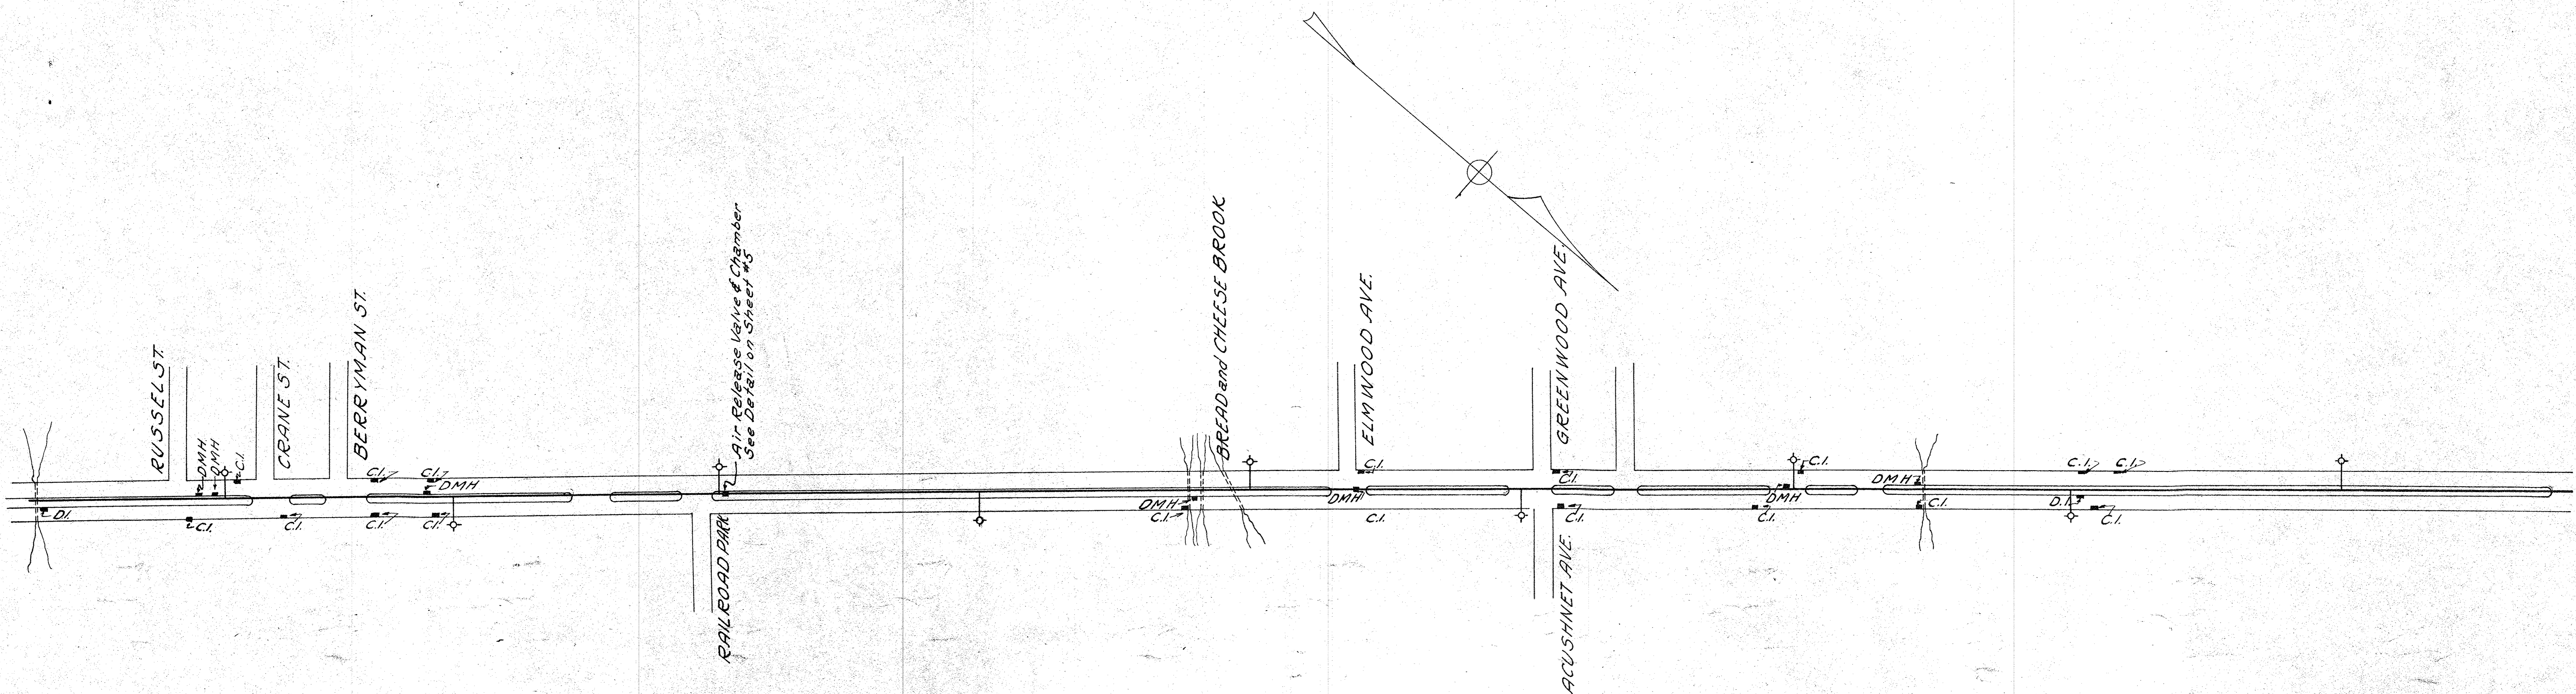 RUSSEL ST.
DMH
DMH
C.I.
CRANE ST.
BERRYMAN ST.
C.I.
C.I.
DMH
D.I.
C.I.
C.I.
C.I.
C.I.
Air Release Valve & Chamber
See Detail on Sheet #5
RAILROAD PARK
BREAD and CHEESE BROOK
DMH
C.I.
ELMWOOD AVE.
C.I.
DMH
C.I.
GREENWOOD AVE.
C.I.
C.I.
ACUSHNET AVE.
C.I.
DMH
C.I.
DMH
C.I.
C.I.
C.I.
D.I.
C.I.